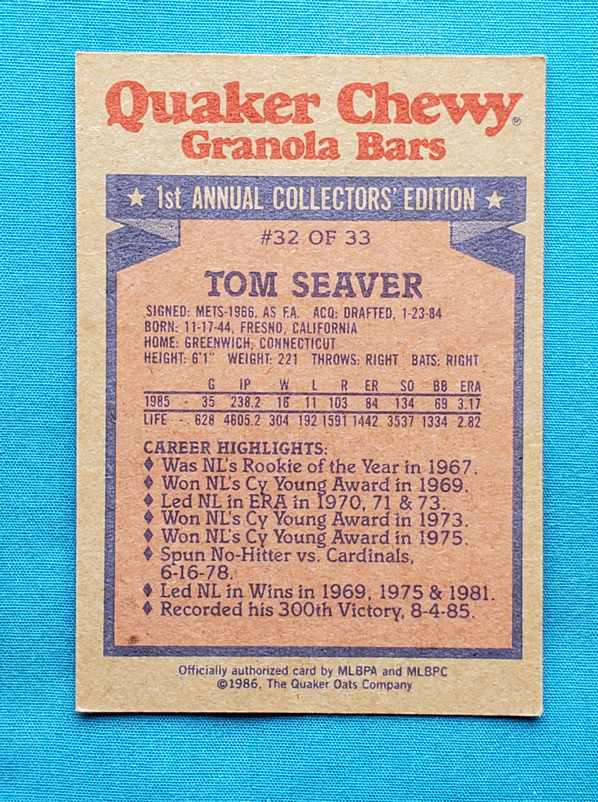 Quaker Chewy®
Granola Bars
★ 1st ANNUAL COLLECTORS' EDITION ★
#32 OF 33
TOM SEAVER
SIGNED: METS-1966, AS F.A. ACQ: DRAFTED, 1-23-84
BORN: 11-17-44, FRESNO, CALIFORNIA
HOME: GREENWICH, CONNECTICUT
HEIGHT: 6'1" WEIGHT: 221 THROWS: RIGHT BATS: RIGHT
G IP W L R ER SO BB ERA
1985 - 35 238.2 16 11 103 84 134 69 3.17
LIFE - 628 4605.2 304 192 1591 1442 3537 1334 2.82
CAREER HIGHLIGHTS:
♦ Was NL's Rookie of the Year in 1967.
♦ Won NL's Cy Young Award in 1969.
♦ Led NL in ERA in 1970, 71 & 73.
♦ Won NL's Cy Young Award in 1973.
♦ Won NL's Cy Young Award in 1975.
♦ Spun No-Hitter vs. Cardinals,
6-16-78.
♦ Led NL in Wins in 1969, 1975 & 1981.
♦ Recorded his 300th Victory, 8-4-85.
Officially authorized card by MLBPA and MLBPC
©1986, The Quaker Oats Company